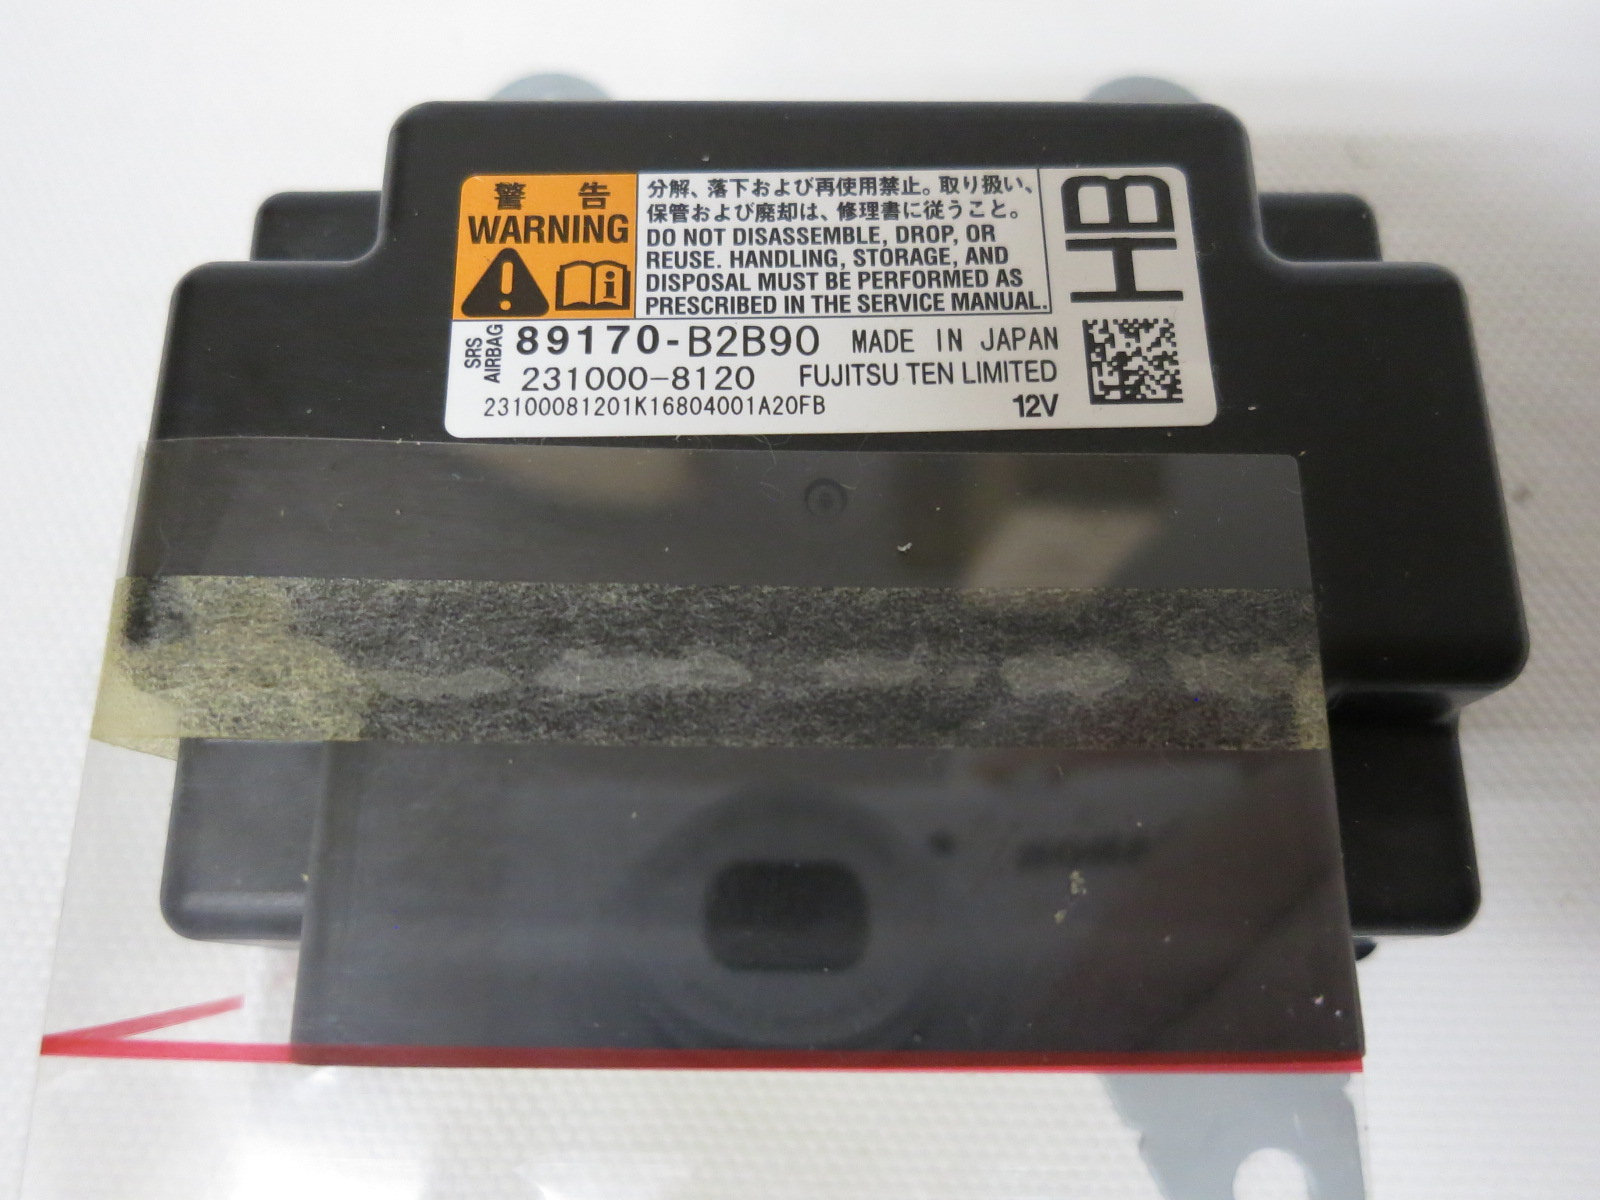 警告
WARNING
分解、落下および再使用禁止。取り扱い、
保管および廃却は、修理書に従うこと。
DO NOT DISASSEMBLE, DROP, OR
REUSE. HANDLING, STORAGE, AND
DISPOSAL MUST BE PERFORMED AS
PRESCRIBED IN THE SERVICE MANUAL.
HB
SRS AIRBAG
89170-B2B90 MADE IN JAPAN
231000-8120 FUJITSU TEN LIMITED
23100081201K16804001A20FB 12V